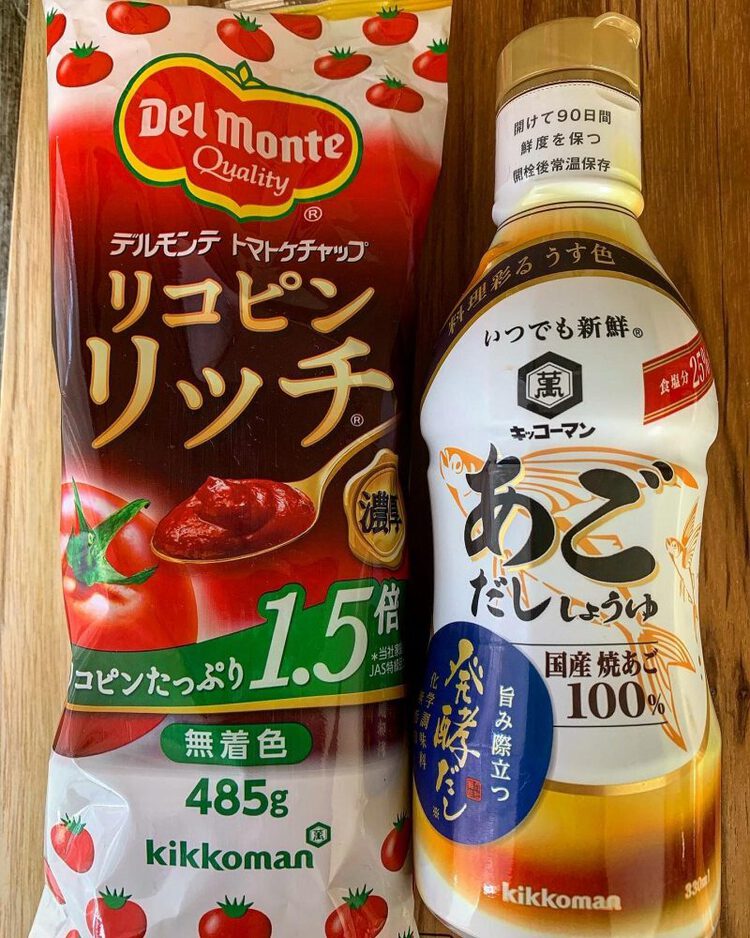 Del Monte
Quality
®
デルモンテ トマトケチャップ
リコピン
リッチ®
濃厚
コピンたっぷり 1.5倍
無着色
485g
kikkoman
開けて90日間
鮮度を保つ
開栓後常温保存
料理彩る うす色
いつでも新鮮®
食塩分 25%
萬
キッコーマン
あご
だししょうゆ
国産 焼あご
100%
旨み際立つ
発酵だし
※
kikkoman
330ml